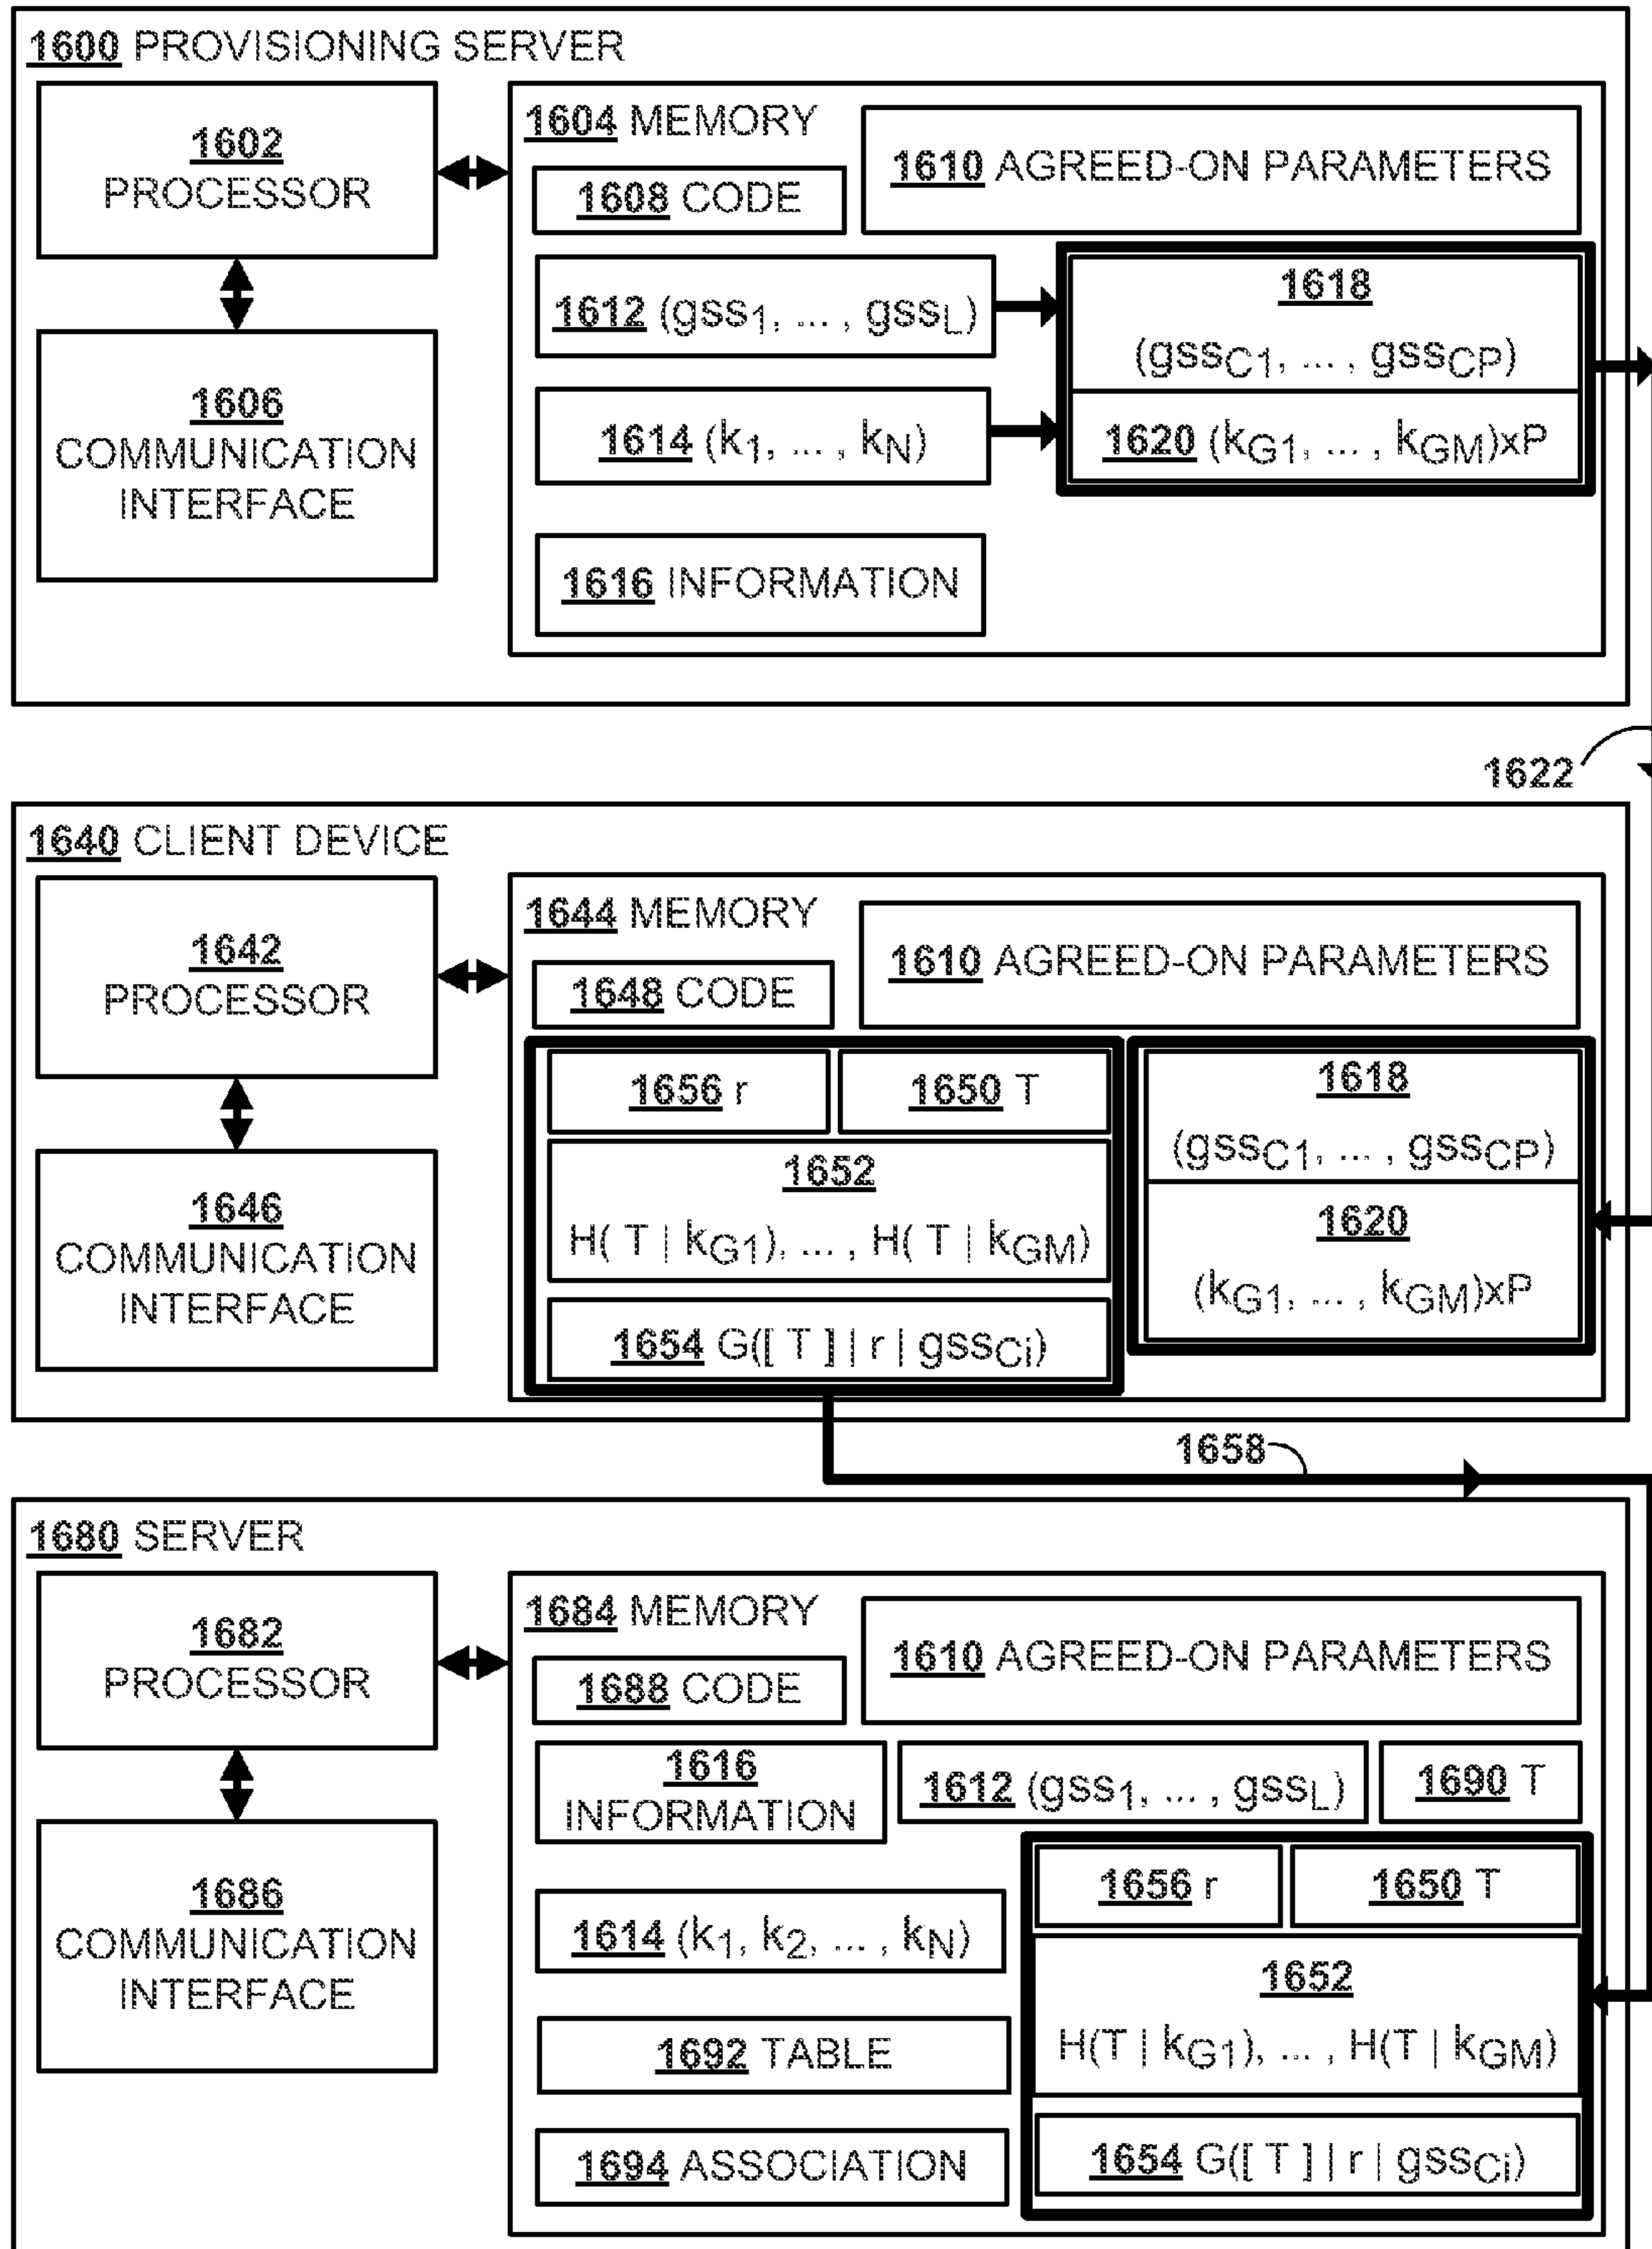 1600 PROVISIONING SERVER
1602
PROCESSOR
1606
COMMUNICATION
INTERFACE
1604 MEMORY
1608 CODE
1610 AGREED-ON PARAMETERS
1612 (gss1, ... , gssL)
1614 (k1, ... , kN)
1616 INFORMATION
1618
(gssC1, ... , gssCP)
1620 (kG1, ... , kGM)xP
1622
1640 CLIENT DEVICE
1642
PROCESSOR
1646
COMMUNICATION
INTERFACE
1644 MEMORY
1648 CODE
1610 AGREED-ON PARAMETERS
1656 r
1650 T
1652
H( T | kG1), ... , H( T | kGM)
1654 G([ T ] | r | gssCi)
1618
(gssC1, ... , gssCP)
1620
(kG1, ... , kGM)xP
1658
1680 SERVER
1682
PROCESSOR
1686
COMMUNICATION
INTERFACE
1684 MEMORY
1688 CODE
1610 AGREED-ON PARAMETERS
1616
INFORMATION
1612 (gss1, ... , gssL)
1690 T
1614 (k1, k2, ... , kN)
1692 TABLE
1694 ASSOCIATION
1656 r
1650 T
1652
H(T | kG1), ... , H(T | kGM)
1654 G([ T ] | r | gssCi)